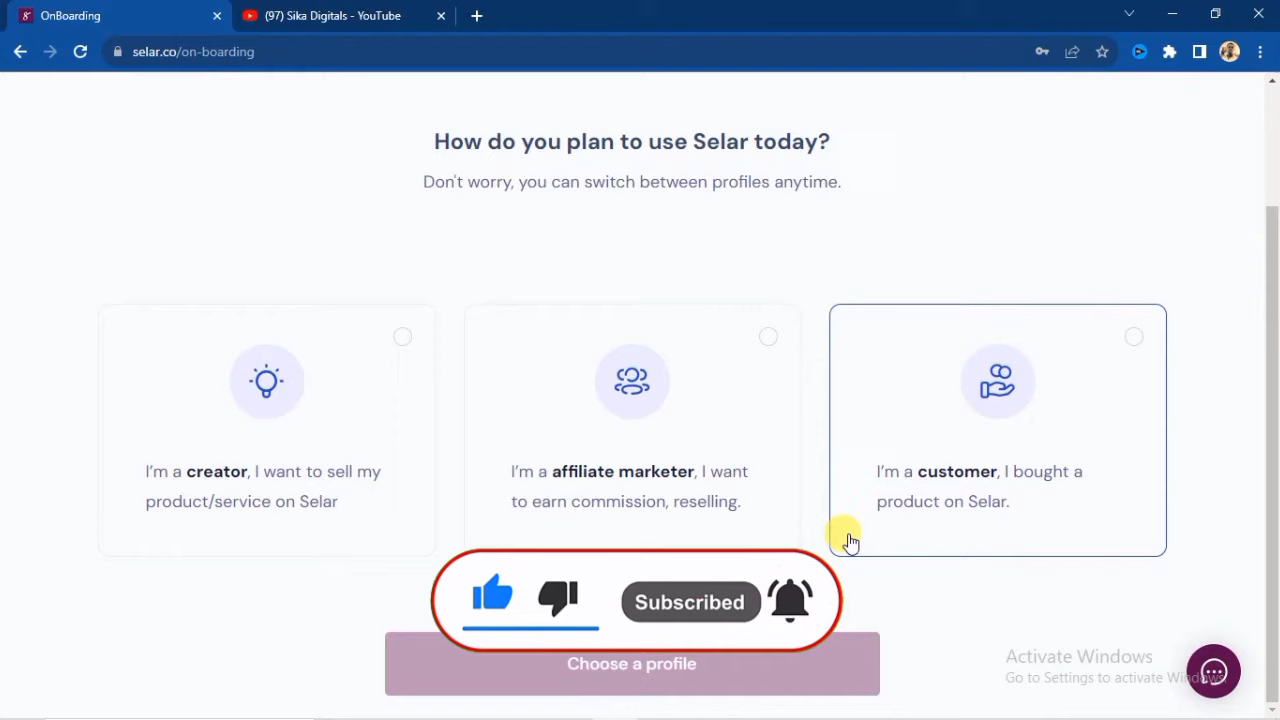 OnBoarding
(97) Sika Digitals - YouTube
selar.co/on-boarding
How do you plan to use Selar today?
Don't worry, you can switch between profiles anytime.
I'm a creator, I want to sell my
product/service on Selar
I'm a affiliate marketer, I want
to earn commission, reselling.
I'm a customer, I bought a
product on Selar.
Subscribed
Choose a profile
Activate Windows
Go to Settings to activate Windows.